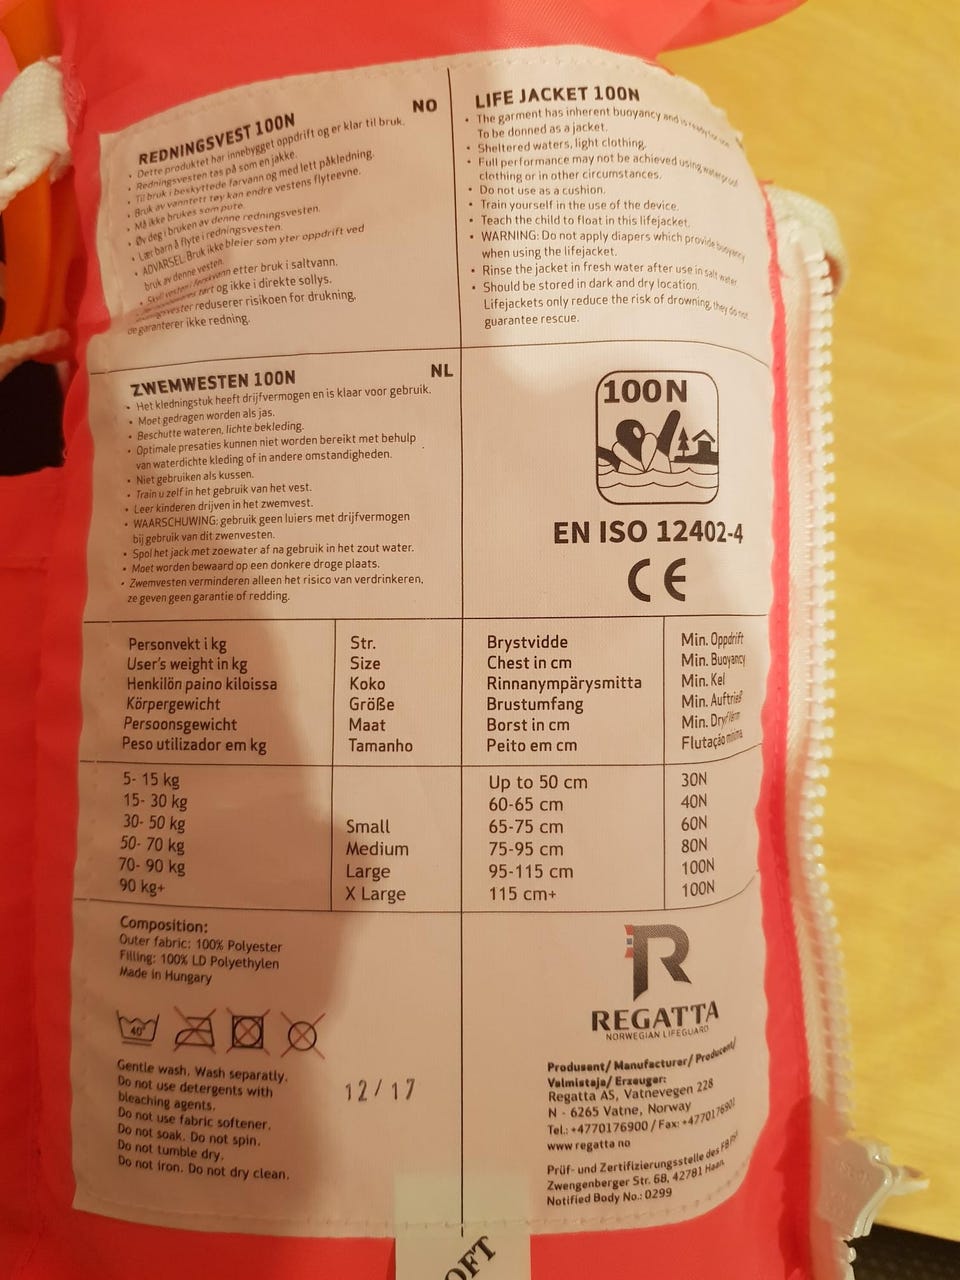 REDNINGSVEST 100N
NO
• Dette produktet har innebygget oppdrift og er klar til bruk.
• Redningsvesten tas på som en jakke.
• Til bruk i beskyttede farvann og med lett påkledning.
• Bruk av vanntett tøy kan endre vestens flyteevne.
• Må ikke brukes som pute.
• Øv deg i bruken av denne redningsvesten.
• Lær barn å flyte i redningsvesten.
• ADVARSEL: Bruk ikke bleier som yter oppdrift ved
bruk av denne vesten.
• Skyll vesten i ferskvann etter bruk i saltvann.
tørt og ikke i direkte sollys.
reduserer risikoen for drukning,
de garanterer ikke redning.
LIFE JACKET 100N
• The garment has inherent buoyancy and is ready for use
To be donned as a jacket.
• Sheltered waters, light clothing.
• Full performance may not be achieved using waterproof
clothing or in other circumstances.
• Do not use as a cushion.
• Train yourself in the use of the device.
• Teach the child to float in this lifejacket.
• WARNING: Do not apply diapers which provide buoyancy
when using the lifejacket.
• Rinse the jacket in fresh water after use in salt water
• Should be stored in dark and dry location.
Lifejackets only reduce the risk of drowning, they do not
guarantee rescue.
ZWEMWESTEN 100N
NL
• Het kledningstuk heeft drijfvermogen en is klaar voor gebruik.
• Moet gedragen worden als jas.
• Beschutte wateren, lichte bekleding.
• Optimale presaties kunnen niet worden bereikt met behulp
van waterdichte kleding of in andere omstandigheden.
• Niet gebruiken als kussen.
• Train u zelf in het gebruik van het vest.
• Leer kinderen drijven in het zwemvest.
• WAARSCHUWING: gebruik geen luiers met drijfvermogen
bij gebruik van dit zwenvesten.
• Spol het jack met zoewater af na gebruik in het zout water.
• Moet worden bewaard op een donkere droge plaats.
• Zwemvesten verminderen alleen het risico van verdrinkeren,
ze geven geen garantie of redding.
100N
EN ISO 12402-4
CE
Personvekt i kg Str. Brystvidde Min. Oppdrift
User's weight in kg Size Chest in cm Min. Buoyancy
Henkilön paino kiloissa Koko Rinnanympärysmitta Min. Kel
Körpergewicht Größe Brustumfang Min. Auftrieß
Persoonsgewicht Maat Borst in cm Min. Dryf/lérm
Peso utilizador em kg Tamanho Peito em cm Flutação mínima
5- 15 kg Up to 50 cm 30N
15- 30 kg 60-65 cm 40N
30- 50 kg Small 65-75 cm 60N
50- 70 kg Medium 75-95 cm 80N
70- 90 kg Large 95-115 cm 100N
90 kg+ X Large 115 cm+ 100N
Composition:
Outer fabric: 100% Polyester
Filling: 100% LD Polyethylen
Made in Hungary
40°
Gentle wash. Wash separatly.
Do not use detergents with
bleaching agents.
Do not use fabric softener.
Do not soak. Do not spin.
Do not tumble dry.
Do not iron. Do not dry clean.
12/17
R
REGATTA
NORWEGIAN LIFEGUARD
Produsent/ Manufacturer/ Producent/
Valmistaja/ Erzeuger:
Regatta AS, Vatnevegen 228
N - 6265 Vatne, Norway
Tel.: +4770176900 / Fax: +4770176901
www regatta no
Prüf- und Zertifizierungsstelle des FB PSA
Zwengenberger Str. 68, 42781 Haan
Notified Body No.: 0299
OFT